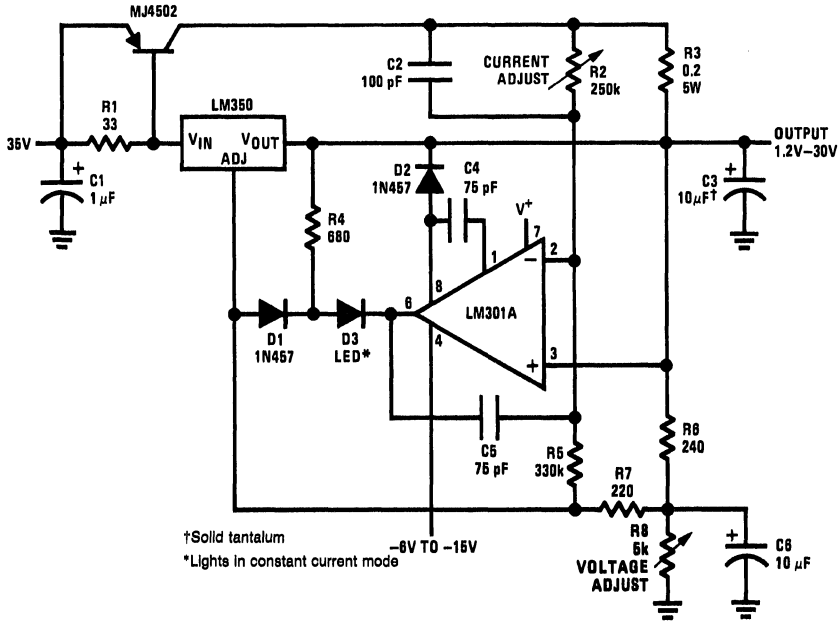 MJ4502
C2
100 pF
CURRENT
ADJUST
R2
250k
R3
0.2
5W
R1
33
LM350
35V
VIN
VOUT
ADJ
OUTPUT
1.2V–30V
C1
1 μF
+
D2
1N457
C4
75 pF
+
C3
10μF†
R4
680
V+
7
1
2
−
8
6
LM301A
D1
1N457
D3
LED*
4
3
+
C5
75 pF
R5
330k
R6
240
R7
220
†Solid tantalum
*Lights in constant current mode
–6V TO –15V
R8
5k
VOLTAGE
ADJUST
+
C6
10 μF